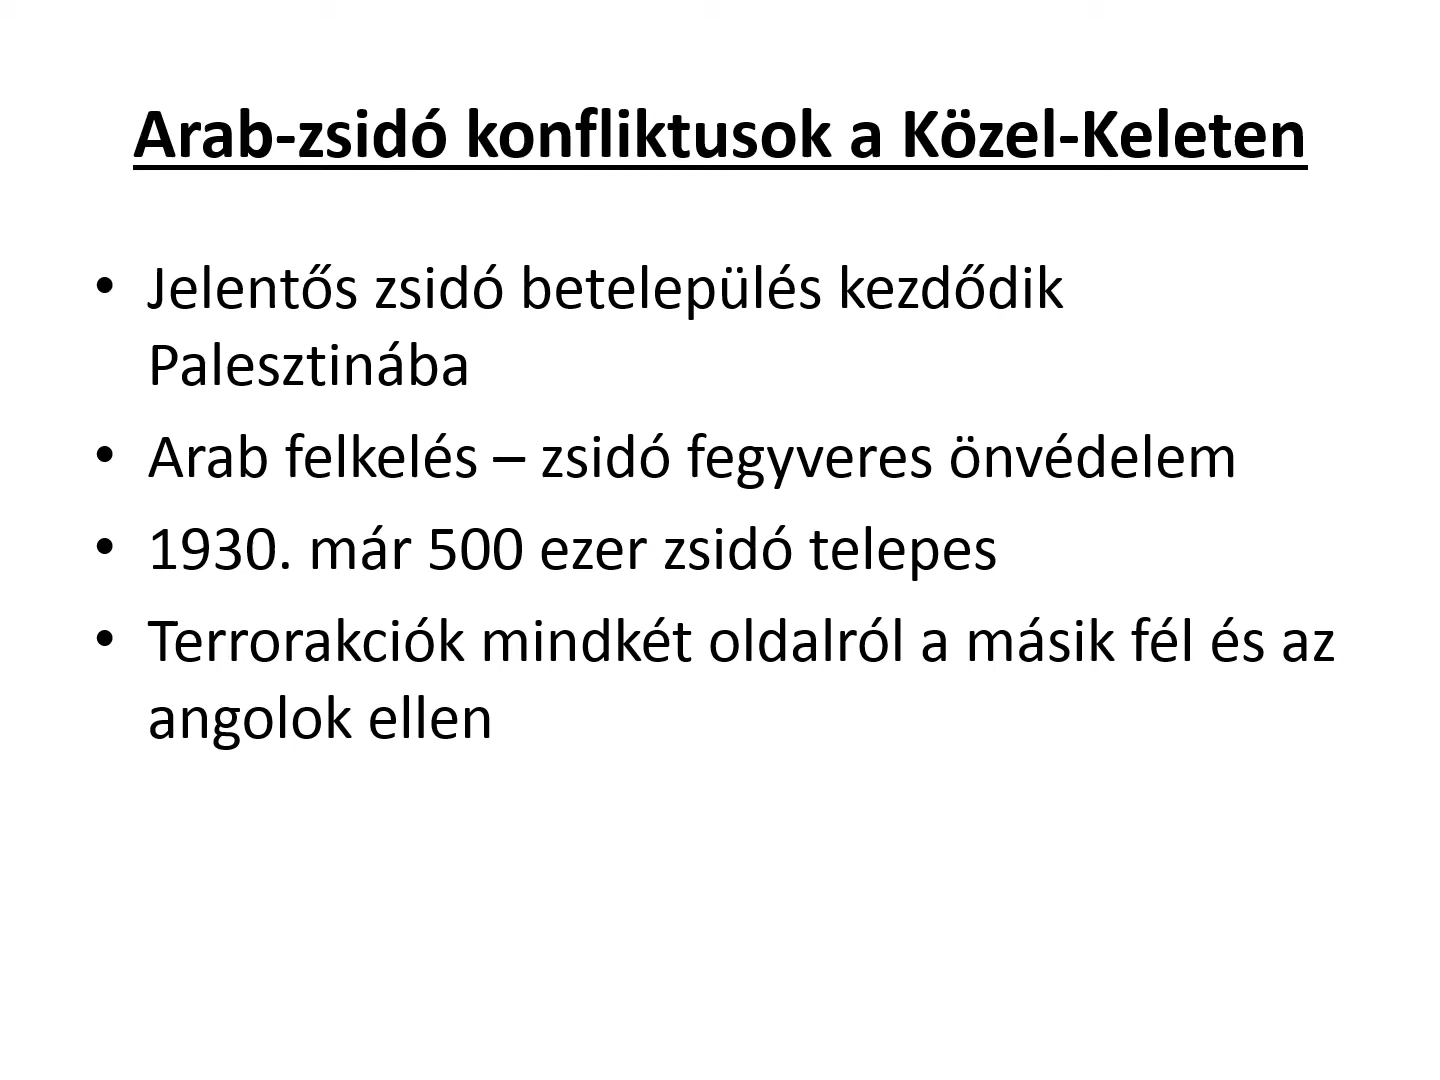 Arab-zsidó konfliktusok a Közel-Keleten
• Jelentős zsidó betelepülés kezdődik
Palesztinába
• Arab felkelés – zsidó fegyveres önvédelem
• 1930. már 500 ezer zsidó telepes
• Terrorakciók mindkét oldalról a másik fél és az
angolok ellen